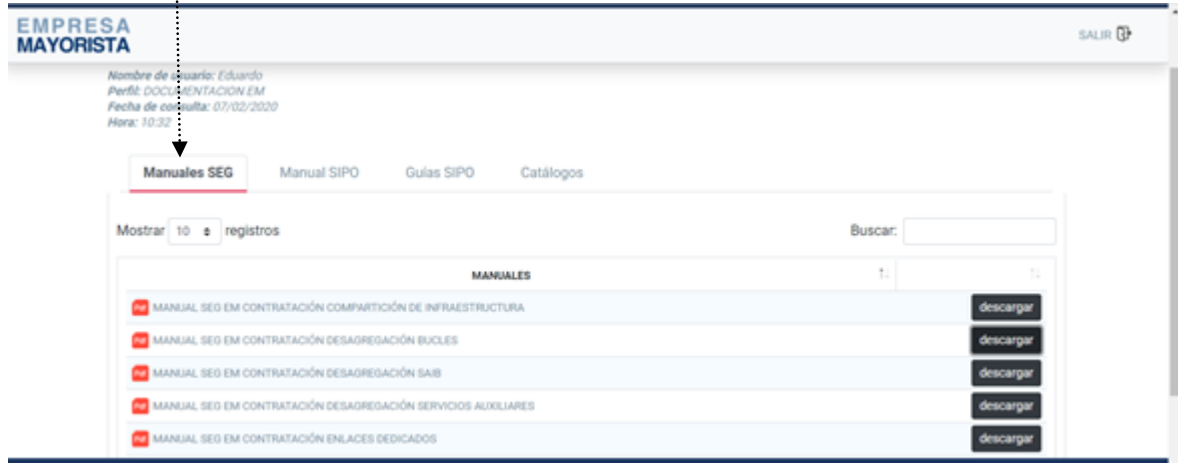 EMPRESA
MAYORISTA
SALIR
Nombre de usuario: Eduardo
Perfil: DOCUMENTACION EM
Fecha de consulta: 07/02/2020
Hora: 10:32
Manuales SEG Manual SIPO Guías SIPO Catálogos
Mostrar 10 registros Buscar:
MANUALES
MANUAL SEG EM CONTRATACIÓN COMPARTICIÓN DE INFRAESTRUCTURA descargar
MANUAL SEG EM CONTRATACIÓN DESAGREGACIÓN BUCLES descargar
MANUAL SEG EM CONTRATACIÓN DESAGREGACIÓN SAIB descargar
MANUAL SEG EM CONTRATACIÓN DESAGREGACIÓN SERVICIOS AUXILIARES descargar
MANUAL SEG EM CONTRATACIÓN ENLACES DEDICADOS descargar